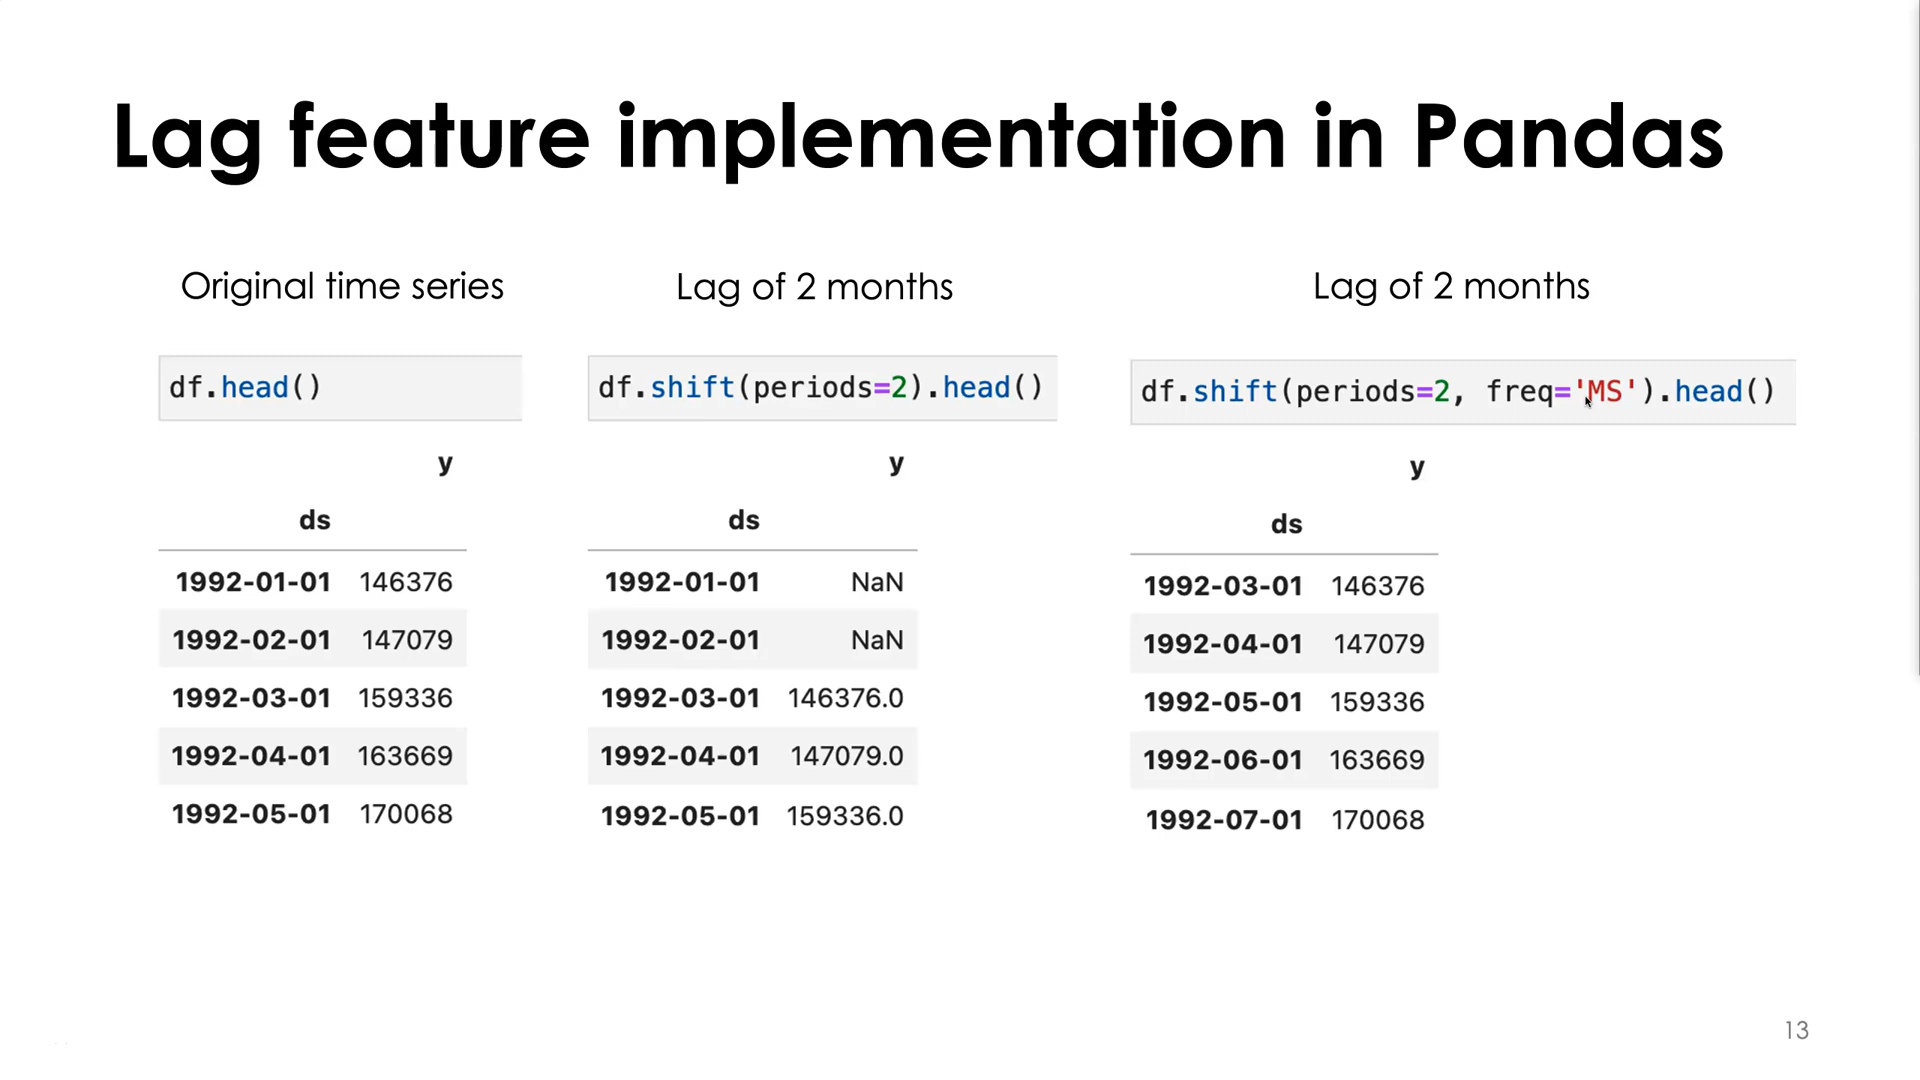 Lag feature implementation in Pandas
Original time series
df.head()
y
ds
1992-01-01 146376
1992-02-01 147079
1992-03-01 159336
1992-04-01 163669
1992-05-01 170068
Lag of 2 months
df.shift(periods=2).head()
y
ds
1992-01-01 NaN
1992-02-01 NaN
1992-03-01 146376.0
1992-04-01 147079.0
1992-05-01 159336.0
Lag of 2 months
df.shift(periods=2, freq='MS').head()
y
ds
1992-03-01 146376
1992-04-01 147079
1992-05-01 159336
1992-06-01 163669
1992-07-01 170068
13